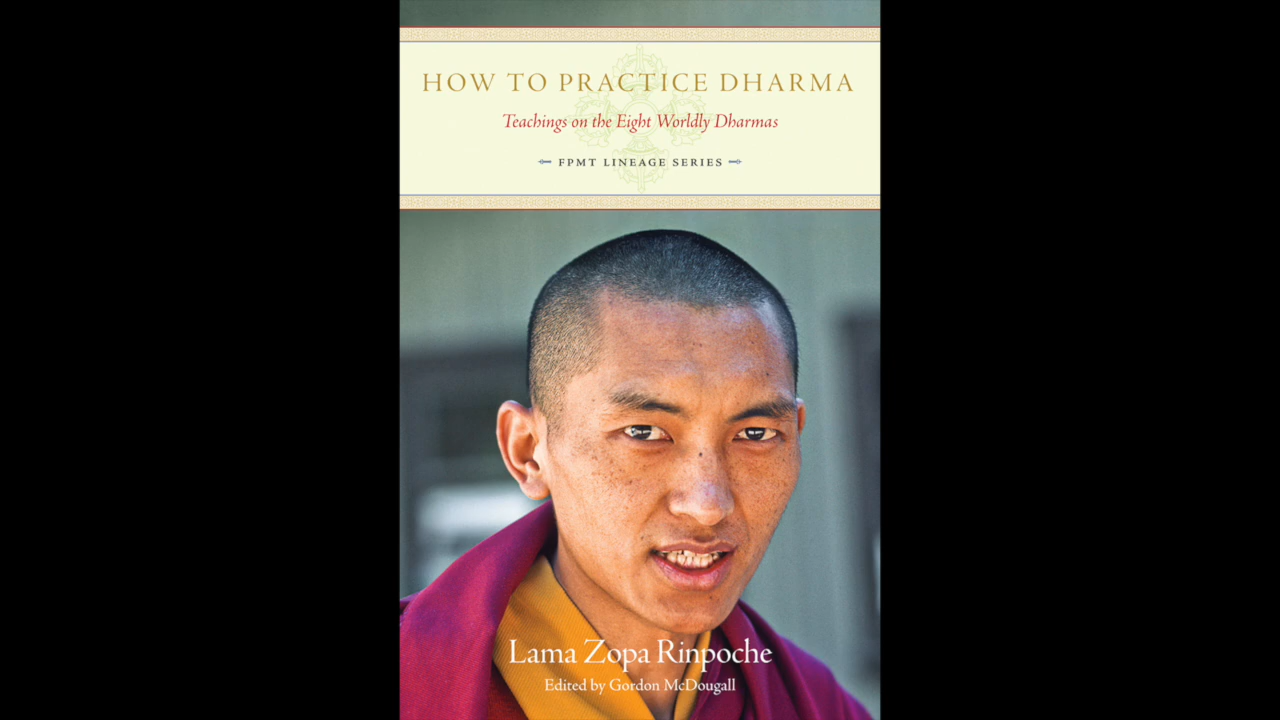 HOW TO PRACTICE DHARMA
Teachings on the Eight Worldly Dharmas
FPMT LINEAGE SERIES
Lama Zopa Rinpoche
Edited by Gordon McDougall